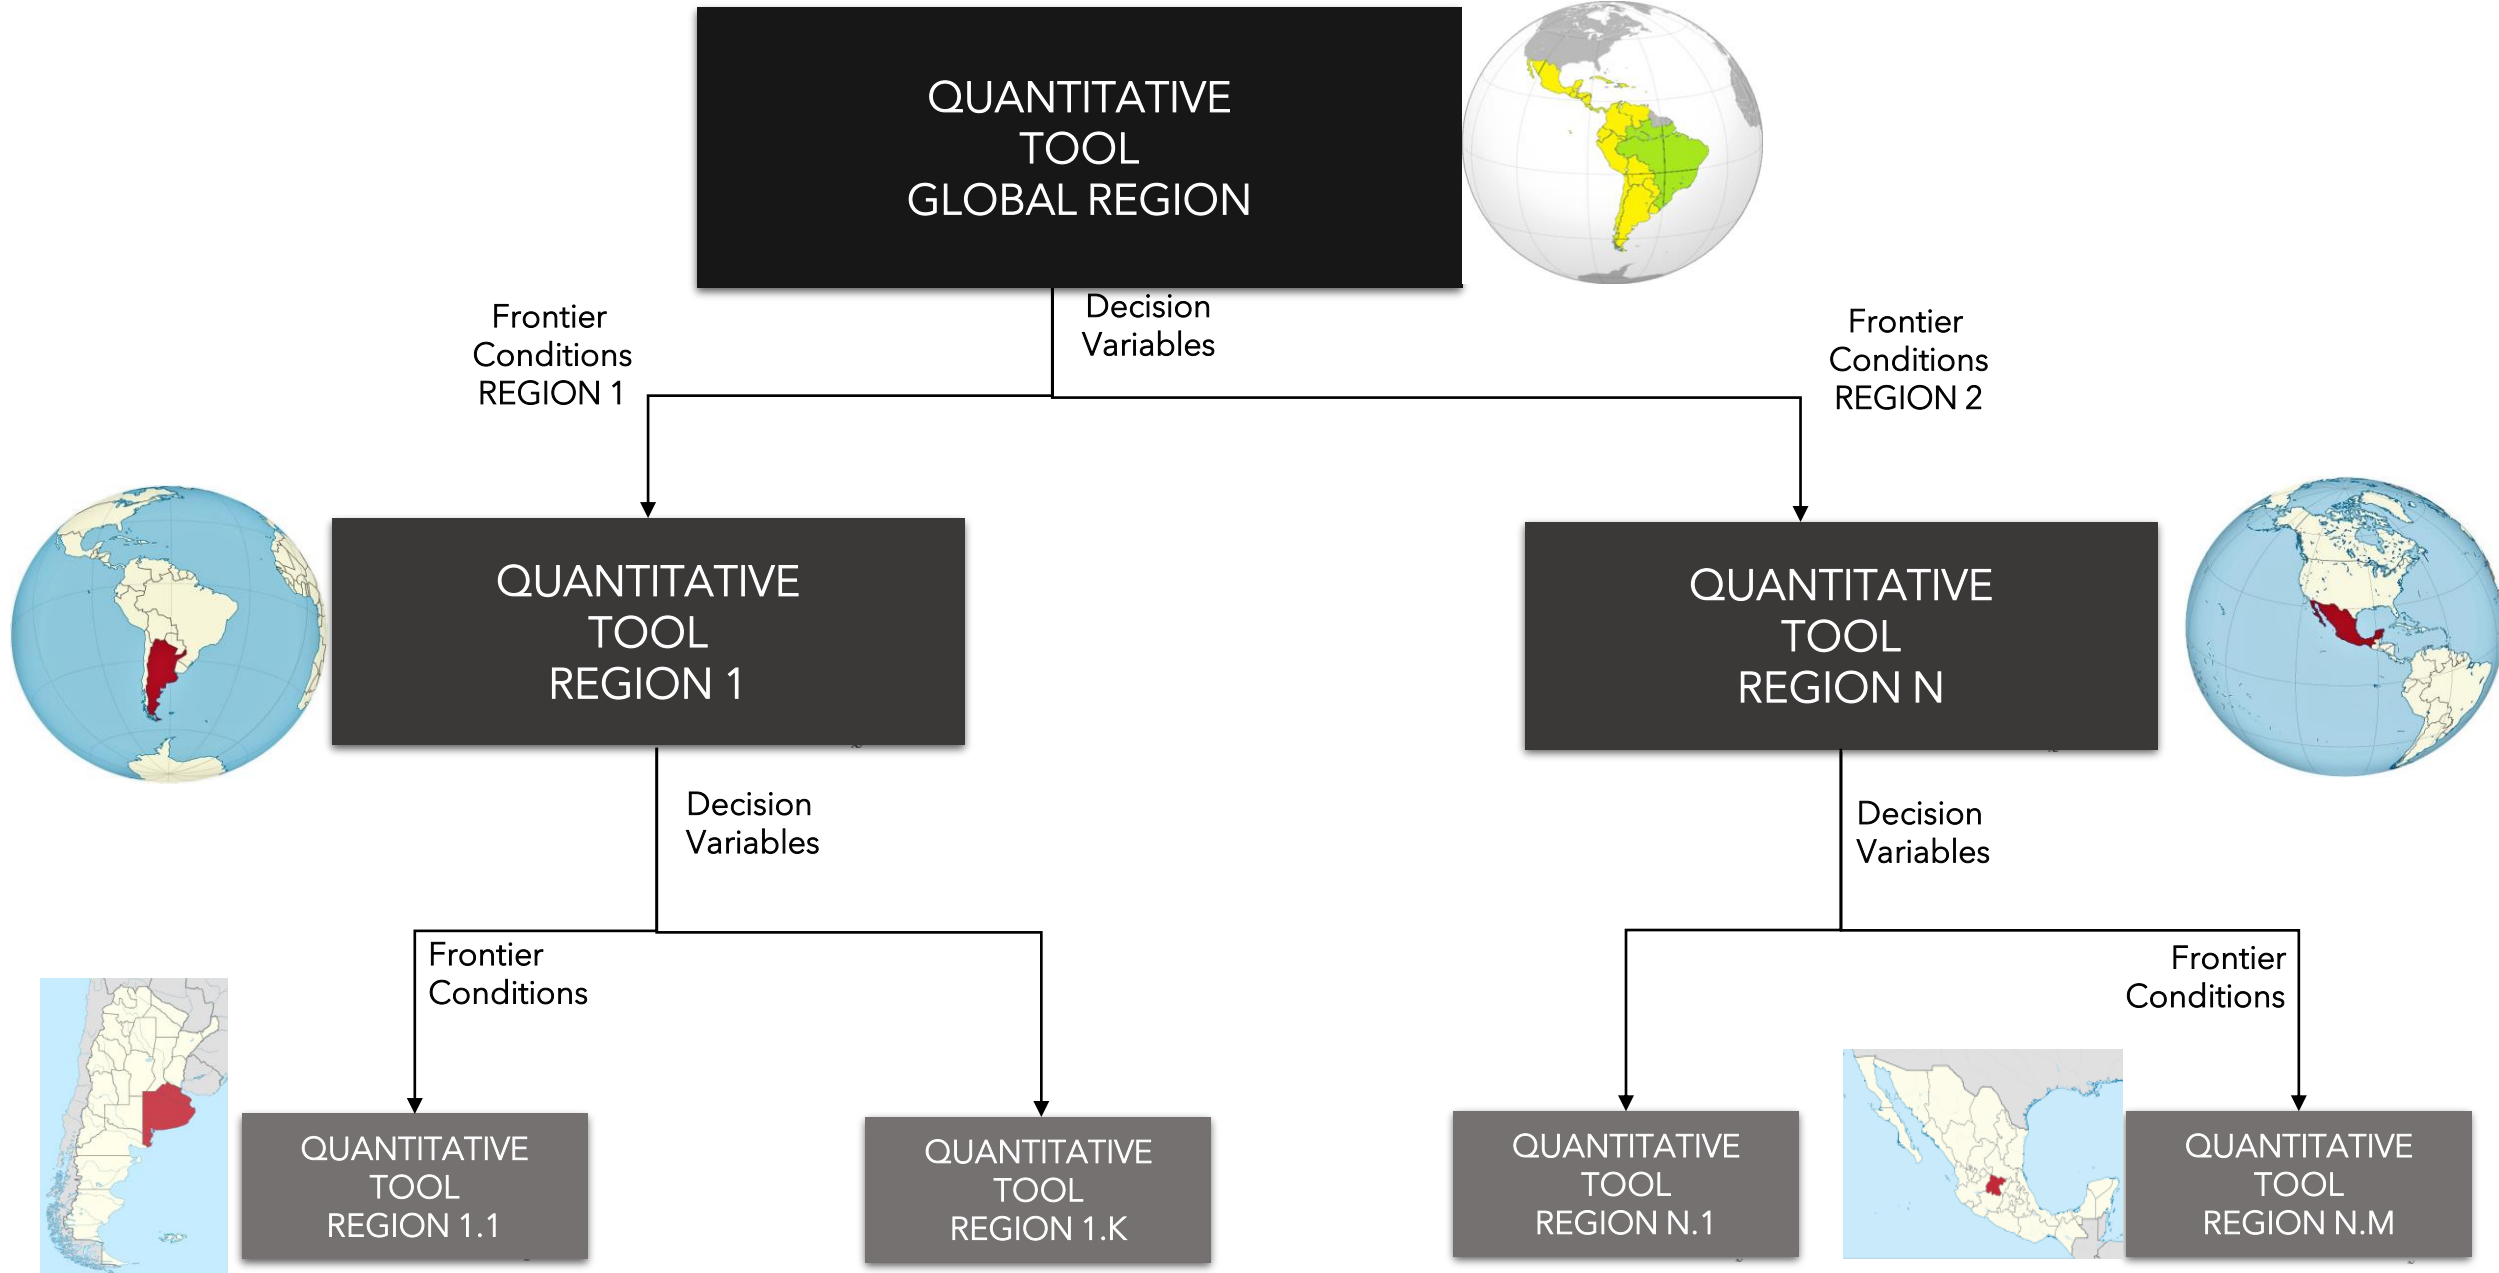 QUANTITATIVE
TOOL
GLOBAL REGION
Frontier
Conditions
REGION 1
Decision
Variables
Frontier
Conditions
REGION 2
QUANTITATIVE
TOOL
REGION 1
QUANTITATIVE
TOOL
REGION N
Decision
Variables
Decision
Variables
Frontier
Conditions
Frontier
Conditions
QUANTITATIVE
TOOL
REGION 1.1
QUANTITATIVE
TOOL
REGION 1.K
QUANTITATIVE
TOOL
REGION N.1
QUANTITATIVE
TOOL
REGION N.M